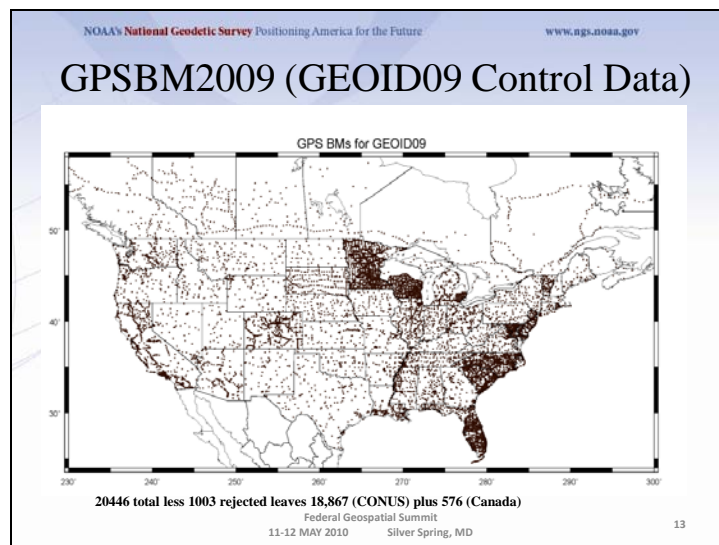 NOAA's National Geodetic Survey Positioning America for the Future www.ngs.noaa.gov
GPSBM2009 (GEOID09 Control Data)
GPS BMs for GEOID09
50˚
40˚
30˚
230˚ 240˚ 250˚ 260˚ 270˚ 280˚ 290˚ 300˚
20446 total less 1003 rejected leaves 18,867 (CONUS) plus 576 (Canada)
Federal Geospatial Summit
11-12 MAY 2010 Silver Spring, MD
13